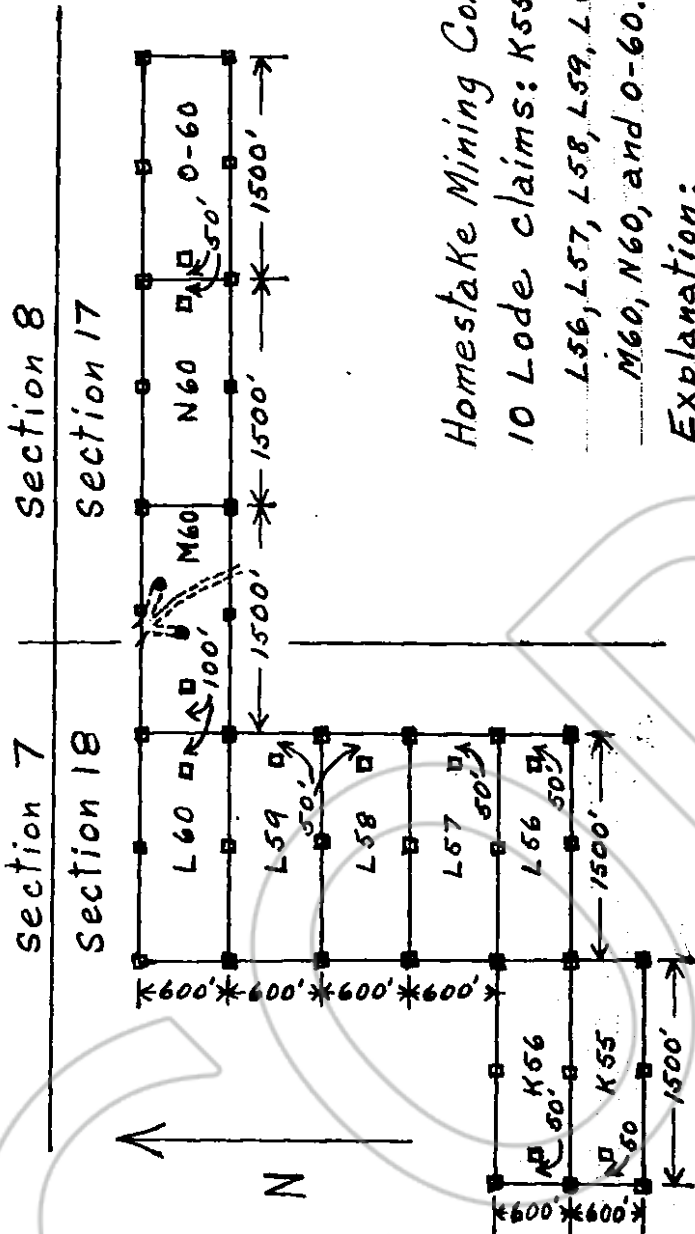 Section 7
Section 8
Section 18
Section 17
L60
100'
M60
N60
50'
O-60
600'
600'
600'
600'
L59
50'
L58
L57
50'
L56
50'
1500'
1500'
1500'
1500'
N
600'
600'
K56
50'
K55
50
1500'
Homestake Mining Co.
10 Lode claims: K55
L56, L57, L58, L59, L
M60, N60, and O-60.
Explanation: